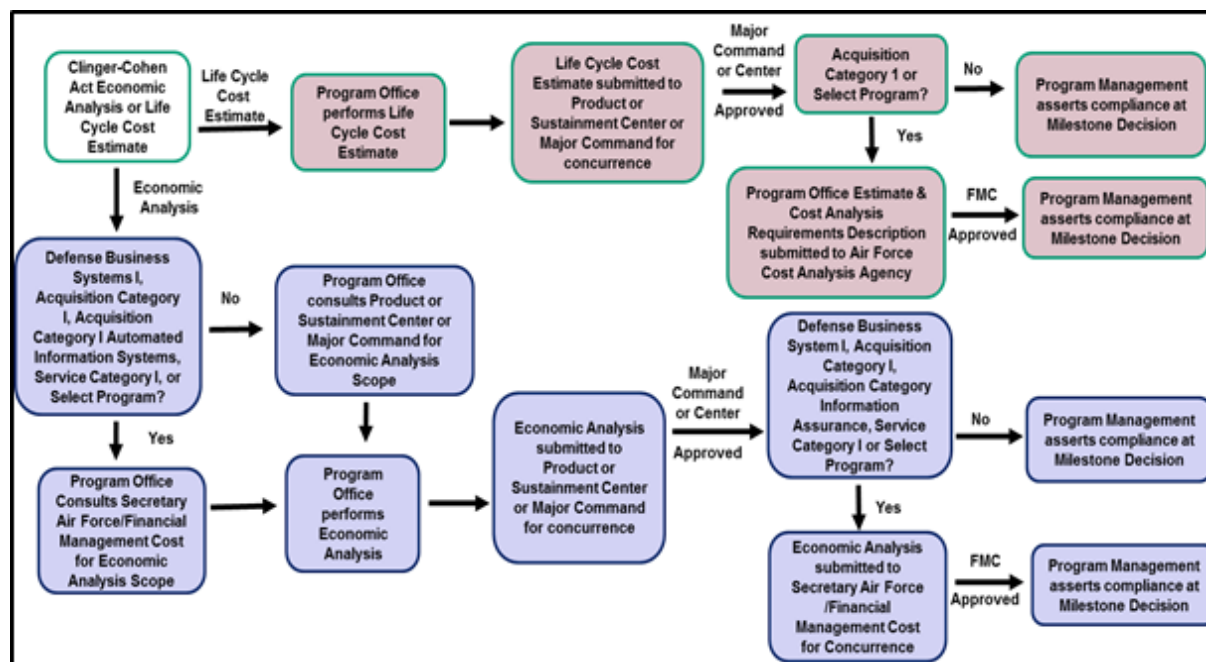 Clinger-Cohen
Act Economic
Analysis or Life
Cycle Cost
Estimate
Life Cycle
Cost
Estimate
Program Office
performs Life
Cycle Cost
Estimate
Life Cycle Cost
Estimate submitted to
Product or
Sustainment Center or
Major Command for
concurrence
Major
Command
or Center
Approved
Acquisition
Category 1 or
Select Program?
No
Program Management
asserts compliance at
Milestone Decision
Yes
Program Office Estimate &
Cost Analysis
Requirements Description
submitted to Air Force
Cost Analysis Agency
FMC
Approved
Program Management
asserts compliance at
Milestone Decision
Economic
Analysis
Defense Business
Systems I,
Acquisition Category
I, Acquisition
Category I Automated
Information Systems,
Service Category I, or
Select Program?
No
Program Office
consults Product or
Sustainment Center or
Major Command for
Economic Analysis
Scope
Yes
Program Office
Consults Secretary
Air Force/Financial
Management Cost
for Economic
Analysis Scope
Program
Office
performs
Economic
Analysis
Economic Analysis
submitted to
Product or
Sustainment Center
or Major Command
for concurrence
Major
Command
or Center
Approved
Defense Business
System I, Acquisition
Category I,
Acquisition Category
Information
Assurance, Service
Category I or Select
Program?
No
Program Management
asserts compliance at
Milestone Decision
Yes
Economic Analysis
submitted to
Secretary Air Force
/Financial
Management Cost
for Concurrence
FMC
Approved
Program Management
asserts compliance at
Milestone Decision